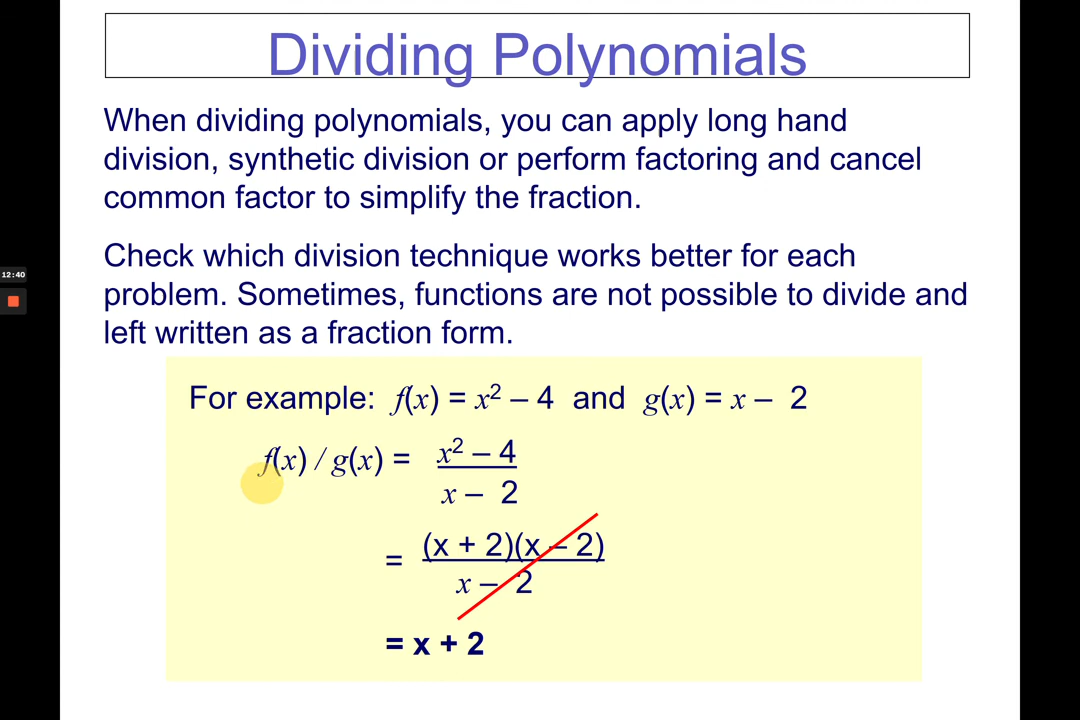 Dividing Polynomials
When dividing polynomials, you can apply long hand
division, synthetic division or perform factoring and cancel
common factor to simplify the fraction.
Check which division technique works better for each
problem. Sometimes, functions are not possible to divide and
left written as a fraction form.
12:40
For example: f(x) = x² – 4 and g(x) = x – 2
f(x) / g(x) = x² – 4
x – 2
= (x + 2)(x – 2)
x – 2
= x + 2